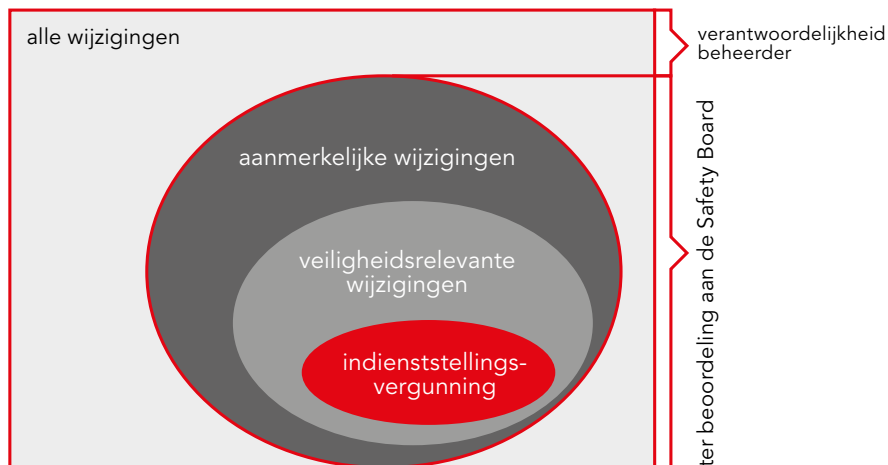 alle wijzigingen
verantwoordelijkheid
beheerder
aanmerkelijke wijzigingen
veiligheidsrelevante
wijzigingen
indienststellings-
vergunning
ter beoordeling aan de Safety Board